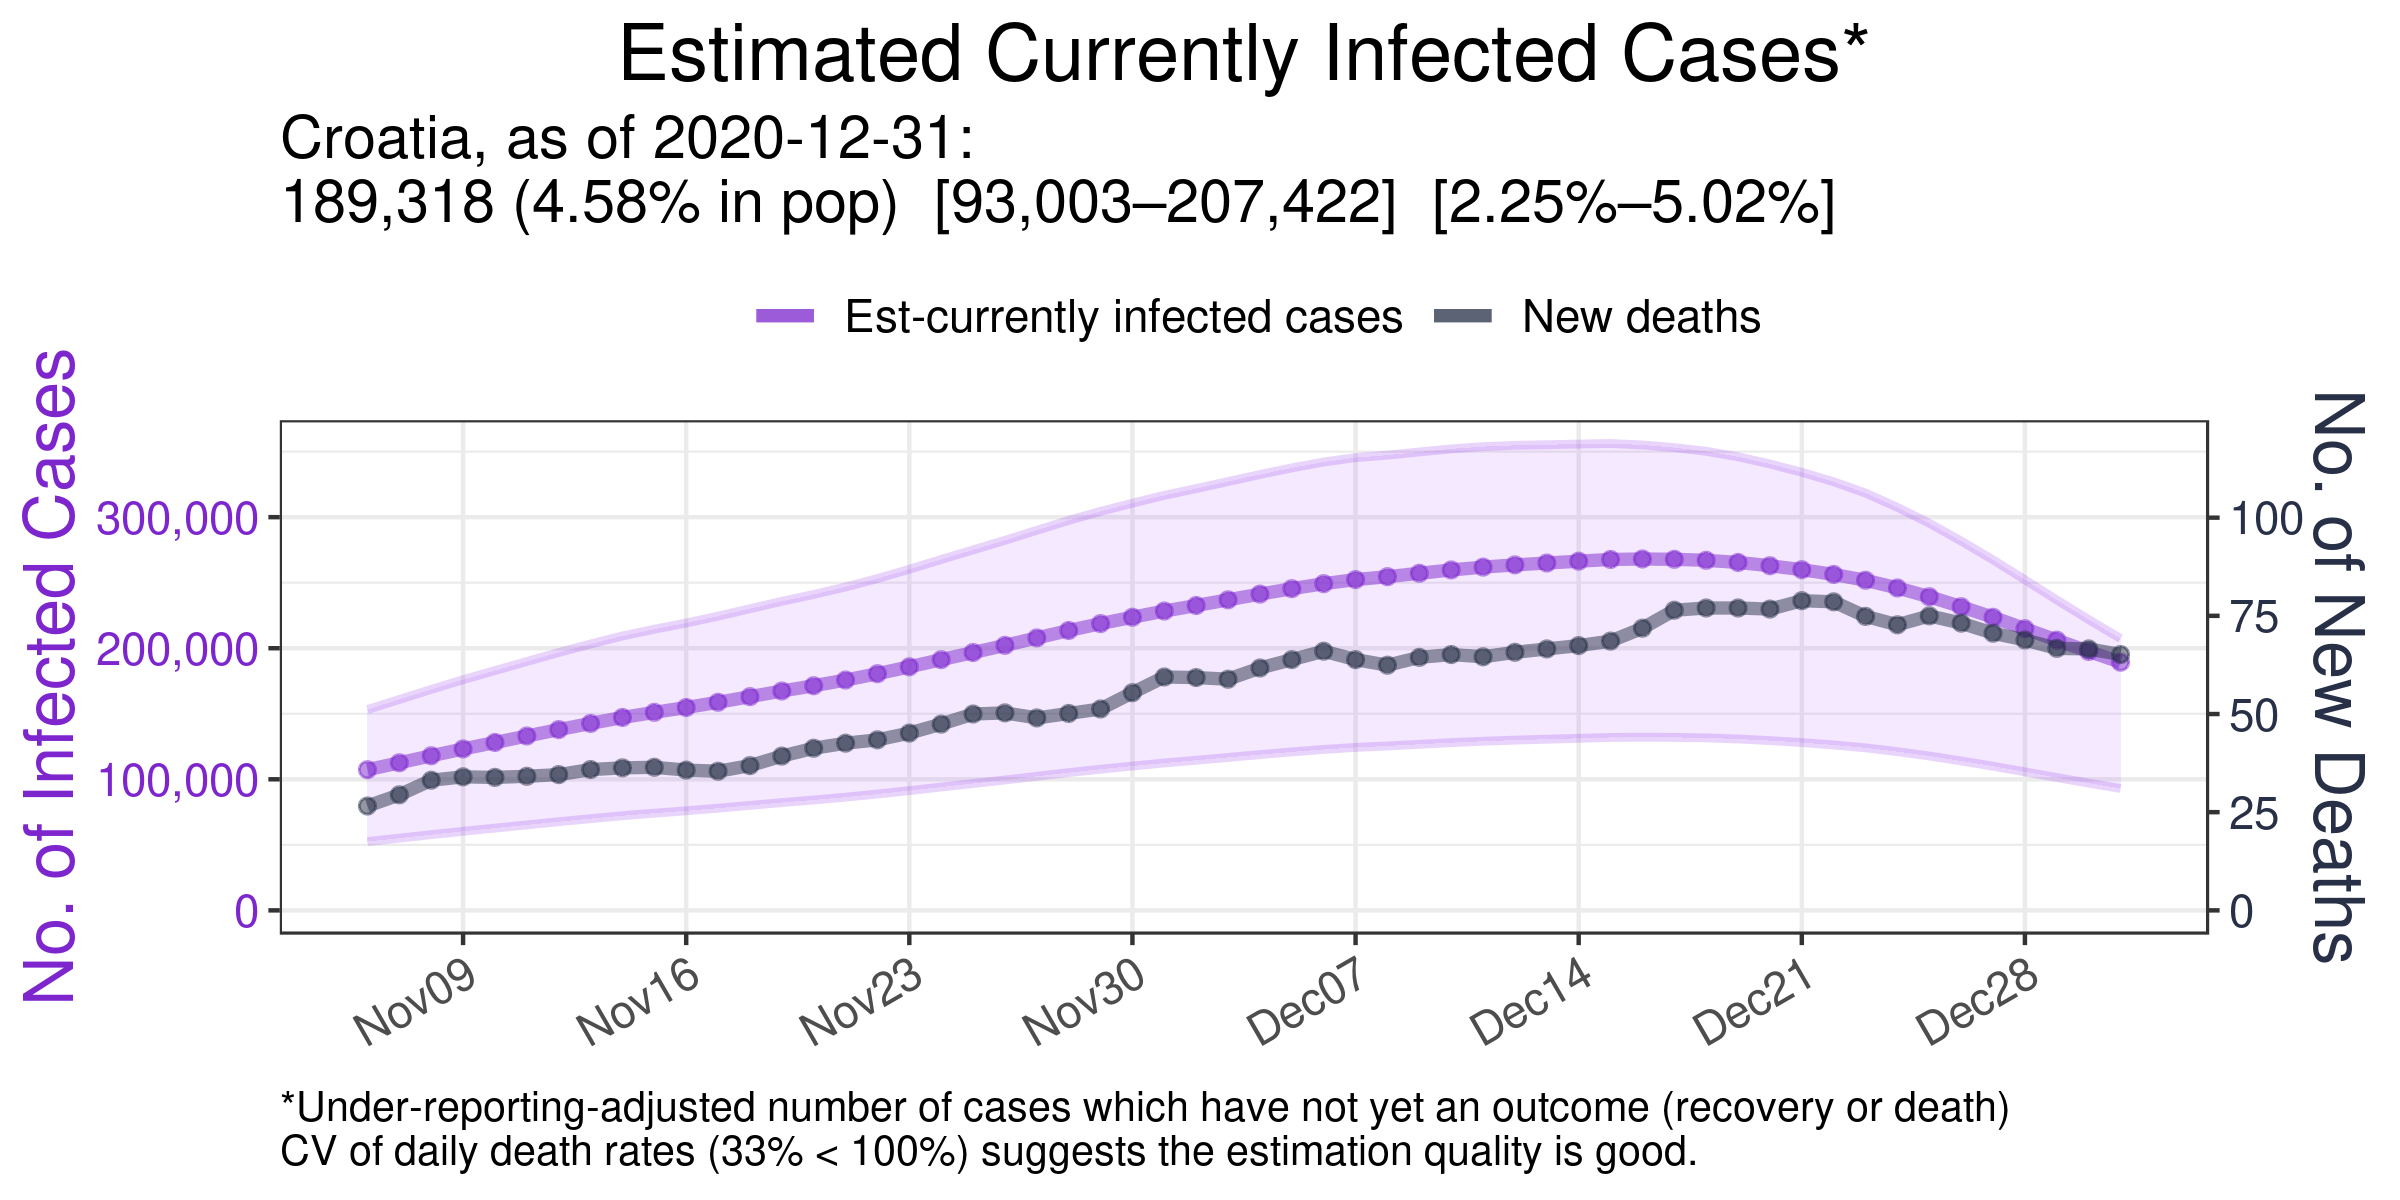 Estimated Currently Infected Cases*
Croatia, as of 2020-12-31:
189,318 (4.58% in pop)  [93,003–207,422]  [2.25%–5.02%]
Est-currently infected cases
New deaths
No. of Infected Cases
300,000
200,000
100,000
0
100
75
50
25
0
No. of New Deaths
Nov09
Nov16
Nov23
Nov30
Dec07
Dec14
Dec21
Dec28
*Under-reporting-adjusted number of cases which have not yet an outcome (recovery or death)
CV of daily death rates (33% < 100%) suggests the estimation quality is good.